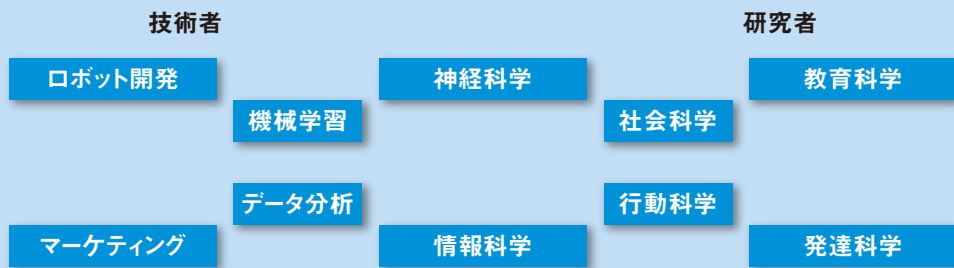 技術者
研究者
ロボット開発
神経科学
教育科学
機械学習
社会科学
データ分析
行動科学
マーケティング
情報科学
発達科学